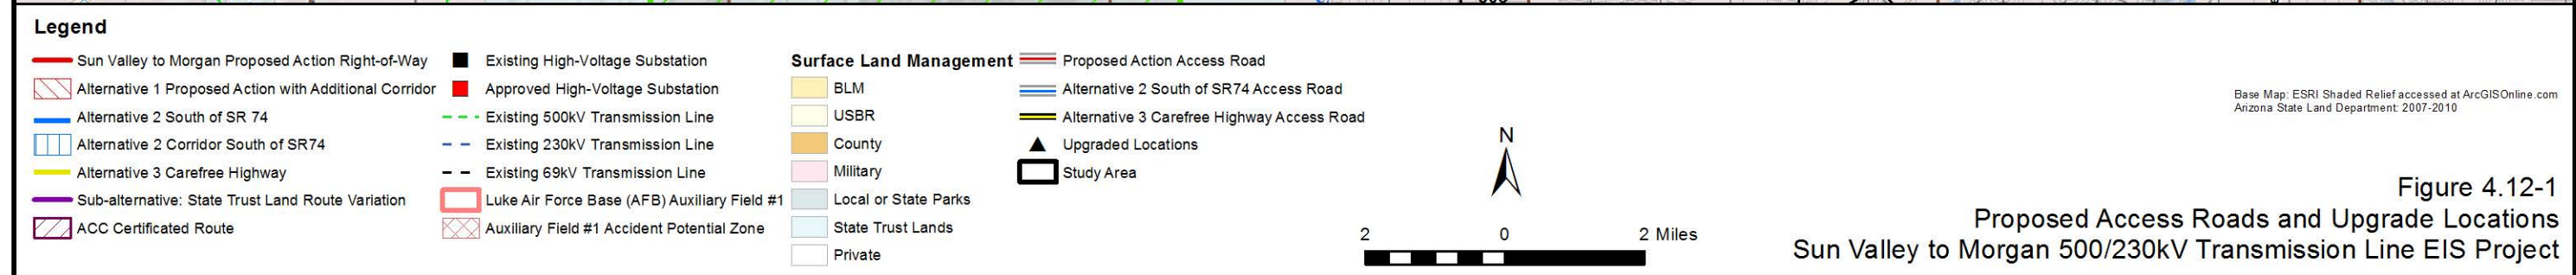 Legend
Sun Valley to Morgan Proposed Action Right-of-Way
Alternative 1 Proposed Action with Additional Corridor
Alternative 2 South of SR 74
Alternative 2 Corridor South of SR74
Alternative 3 Carefree Highway
Sub-alternative: State Trust Land Route Variation
ACC Certificated Route
Existing High-Voltage Substation
Approved High-Voltage Substation
Existing 500kV Transmission Line
Existing 230kV Transmission Line
Existing 69kV Transmission Line
Luke Air Force Base (AFB) Auxiliary Field #1
Auxiliary Field #1 Accident Potential Zone
Surface Land Management
BLM
USBR
County
Military
Local or State Parks
State Trust Lands
Private
Proposed Action Access Road
Alternative 2 South of SR74 Access Road
Alternative 3 Carefree Highway Access Road
Upgraded Locations
Study Area
N
2 0 2 Miles
Base Map: ESRI Shaded Relief accessed at ArcGISOnline.com
Arizona State Land Department: 2007-2010
Figure 4.12-1
Proposed Access Roads and Upgrade Locations
Sun Valley to Morgan 500/230kV Transmission Line EIS Project